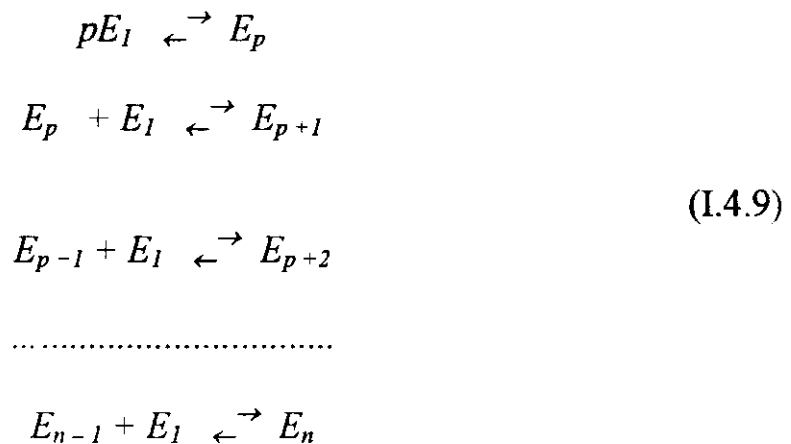 pE₁ ⇄ Eₚ
Eₚ + E₁ ⇄ Eₚ₊₁
(I.4.9)
Eₚ₋₁ + E₁ ⇄ Eₚ₊₂
... ..............................
Eₙ₋₁ + E₁ ⇄ Eₙ